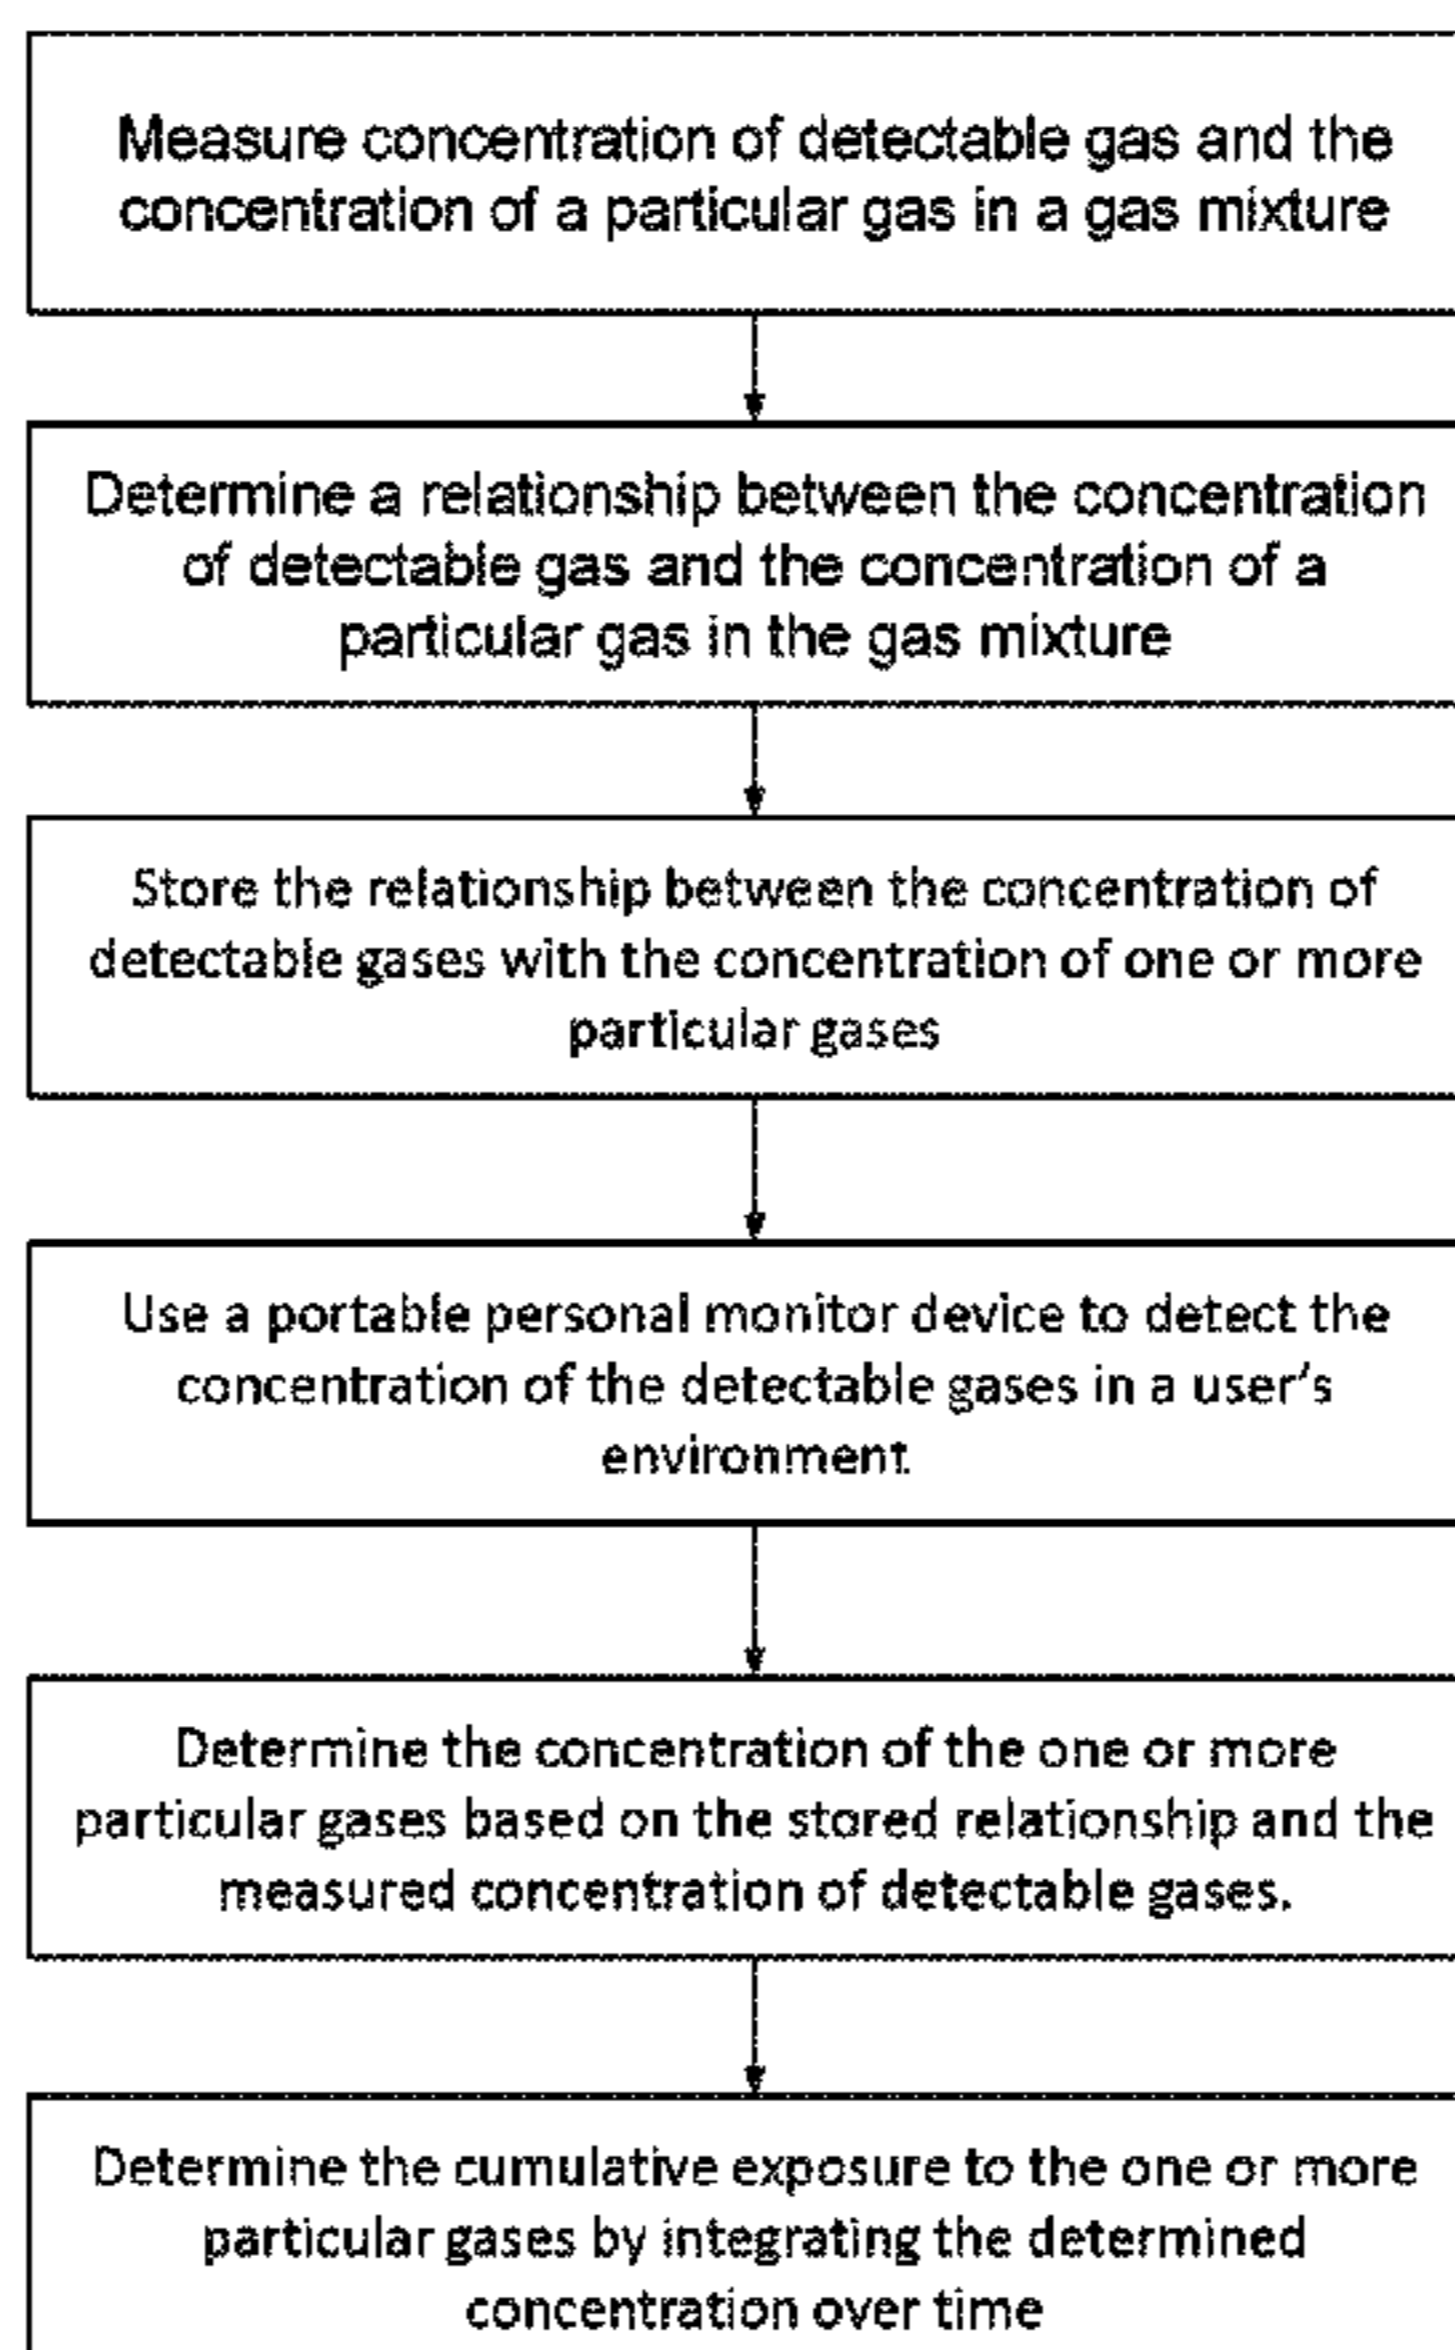 Measure concentration of detectable gas and the
concentration of a particular gas in a gas mixture
Determine a relationship between the concentration
of detectable gas and the concentration of a
particular gas in the gas mixture
Store the relationship between the concentration of
detectable gases with the concentration of one or more
particular gases
Use a portable personal monitor device to detect the
concentration of the detectable gases in a user's
environment.
Determine the concentration of the one or more
particular gases based on the stored relationship and the
measured concentration of detectable gases.
Determine the cumulative exposure to the one or more
particular gases by integrating the determined
concentration over time